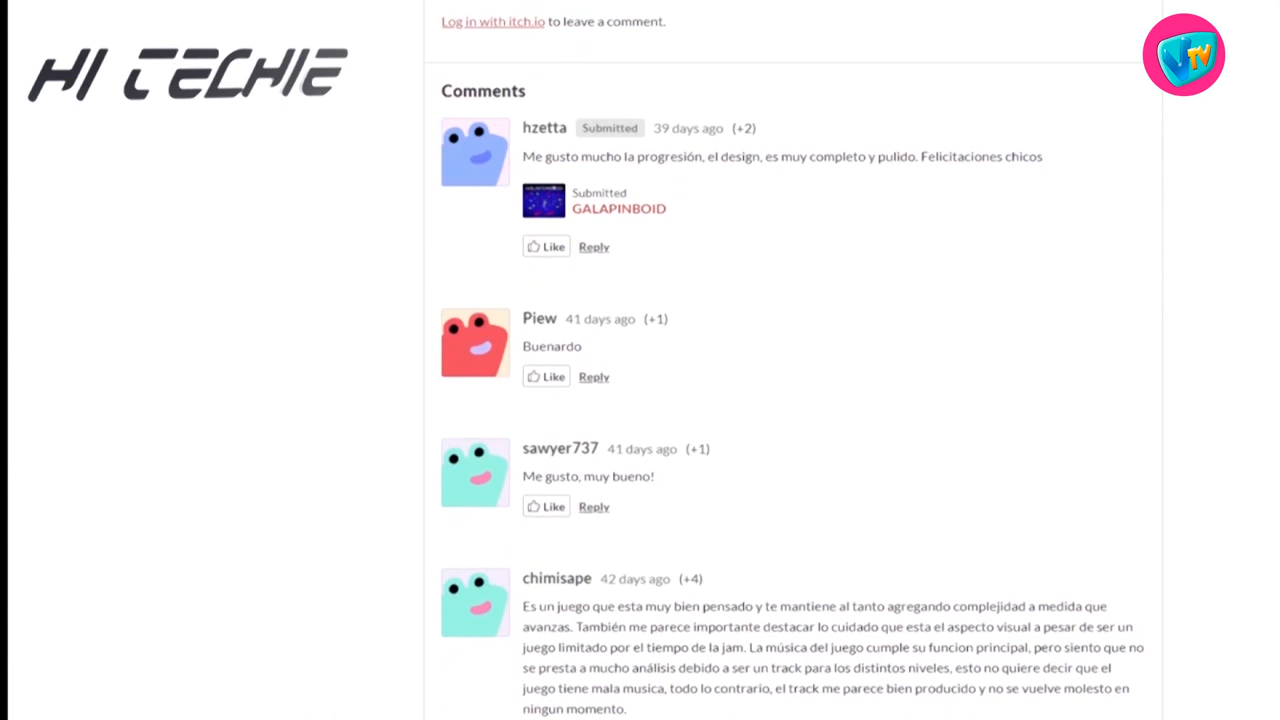 Log in with itch.io to leave a comment.
HI TECHIE
VTV
Comments
hzetta Submitted 39 days ago (+2)
Me gusto mucho la progresión, el design, es muy completo y pulido. Felicitaciones chicos
Submitted
GALAPINBOID
Like Reply
Piew 41 days ago (+1)
Buenardo
Like Reply
sawyer737 41 days ago (+1)
Me gusto, muy bueno!
Like Reply
chimisape 42 days ago (+4)
Es un juego que esta muy bien pensado y te mantiene al tanto agregando complejidad a medida que
avanzas. También me parece importante destacar lo cuidado que esta el aspecto visual a pesar de ser un
juego limitado por el tiempo de la jam. La música del juego cumple su funcion principal, pero siento que no
se presta a mucho análisis debido a ser un track para los distintos niveles, esto no quiere decir que el
juego tiene mala musica, todo lo contrario, el track me parece bien producido y no se vuelve molesto en
ningun momento.